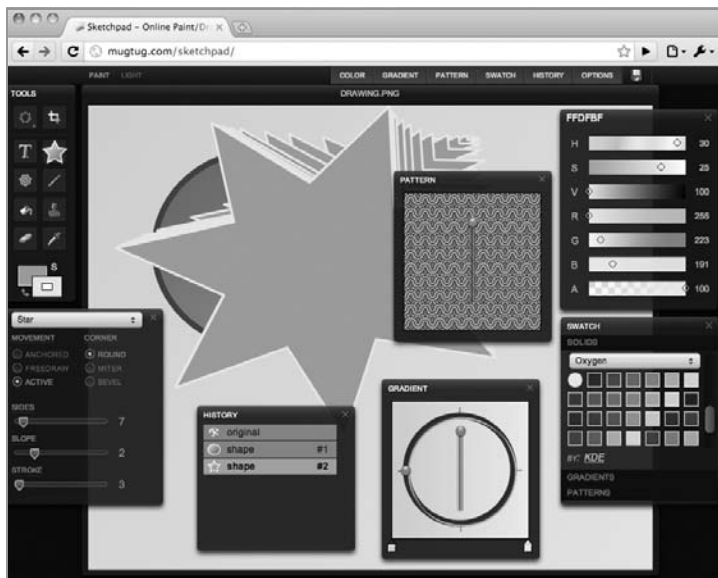 Sketchpad - Online Paint/Dr
mugtug.com/sketchpad/
PAINT LIGHT COLOR GRADIENT PATTERN SWATCH HISTORY OPTIONS
TOOLS
DRAWING.PNG
FFDFBF
H 30
S 25
V 100
R 255
G 223
B 191
A 100
T
S
PATTERN
Star
MOVEMENT CORNER
ANCHORED ROUND
FREEDRAW MITER
ACTIVE BEVEL
SIDES
7
SLOPE
2
STROKE
3
HISTORY
original
shape #1
shape #2
GRADIENT
SWATCH
SOLIDS
Oxygen
BY: KDE
GRADIENTS
PATTERNS